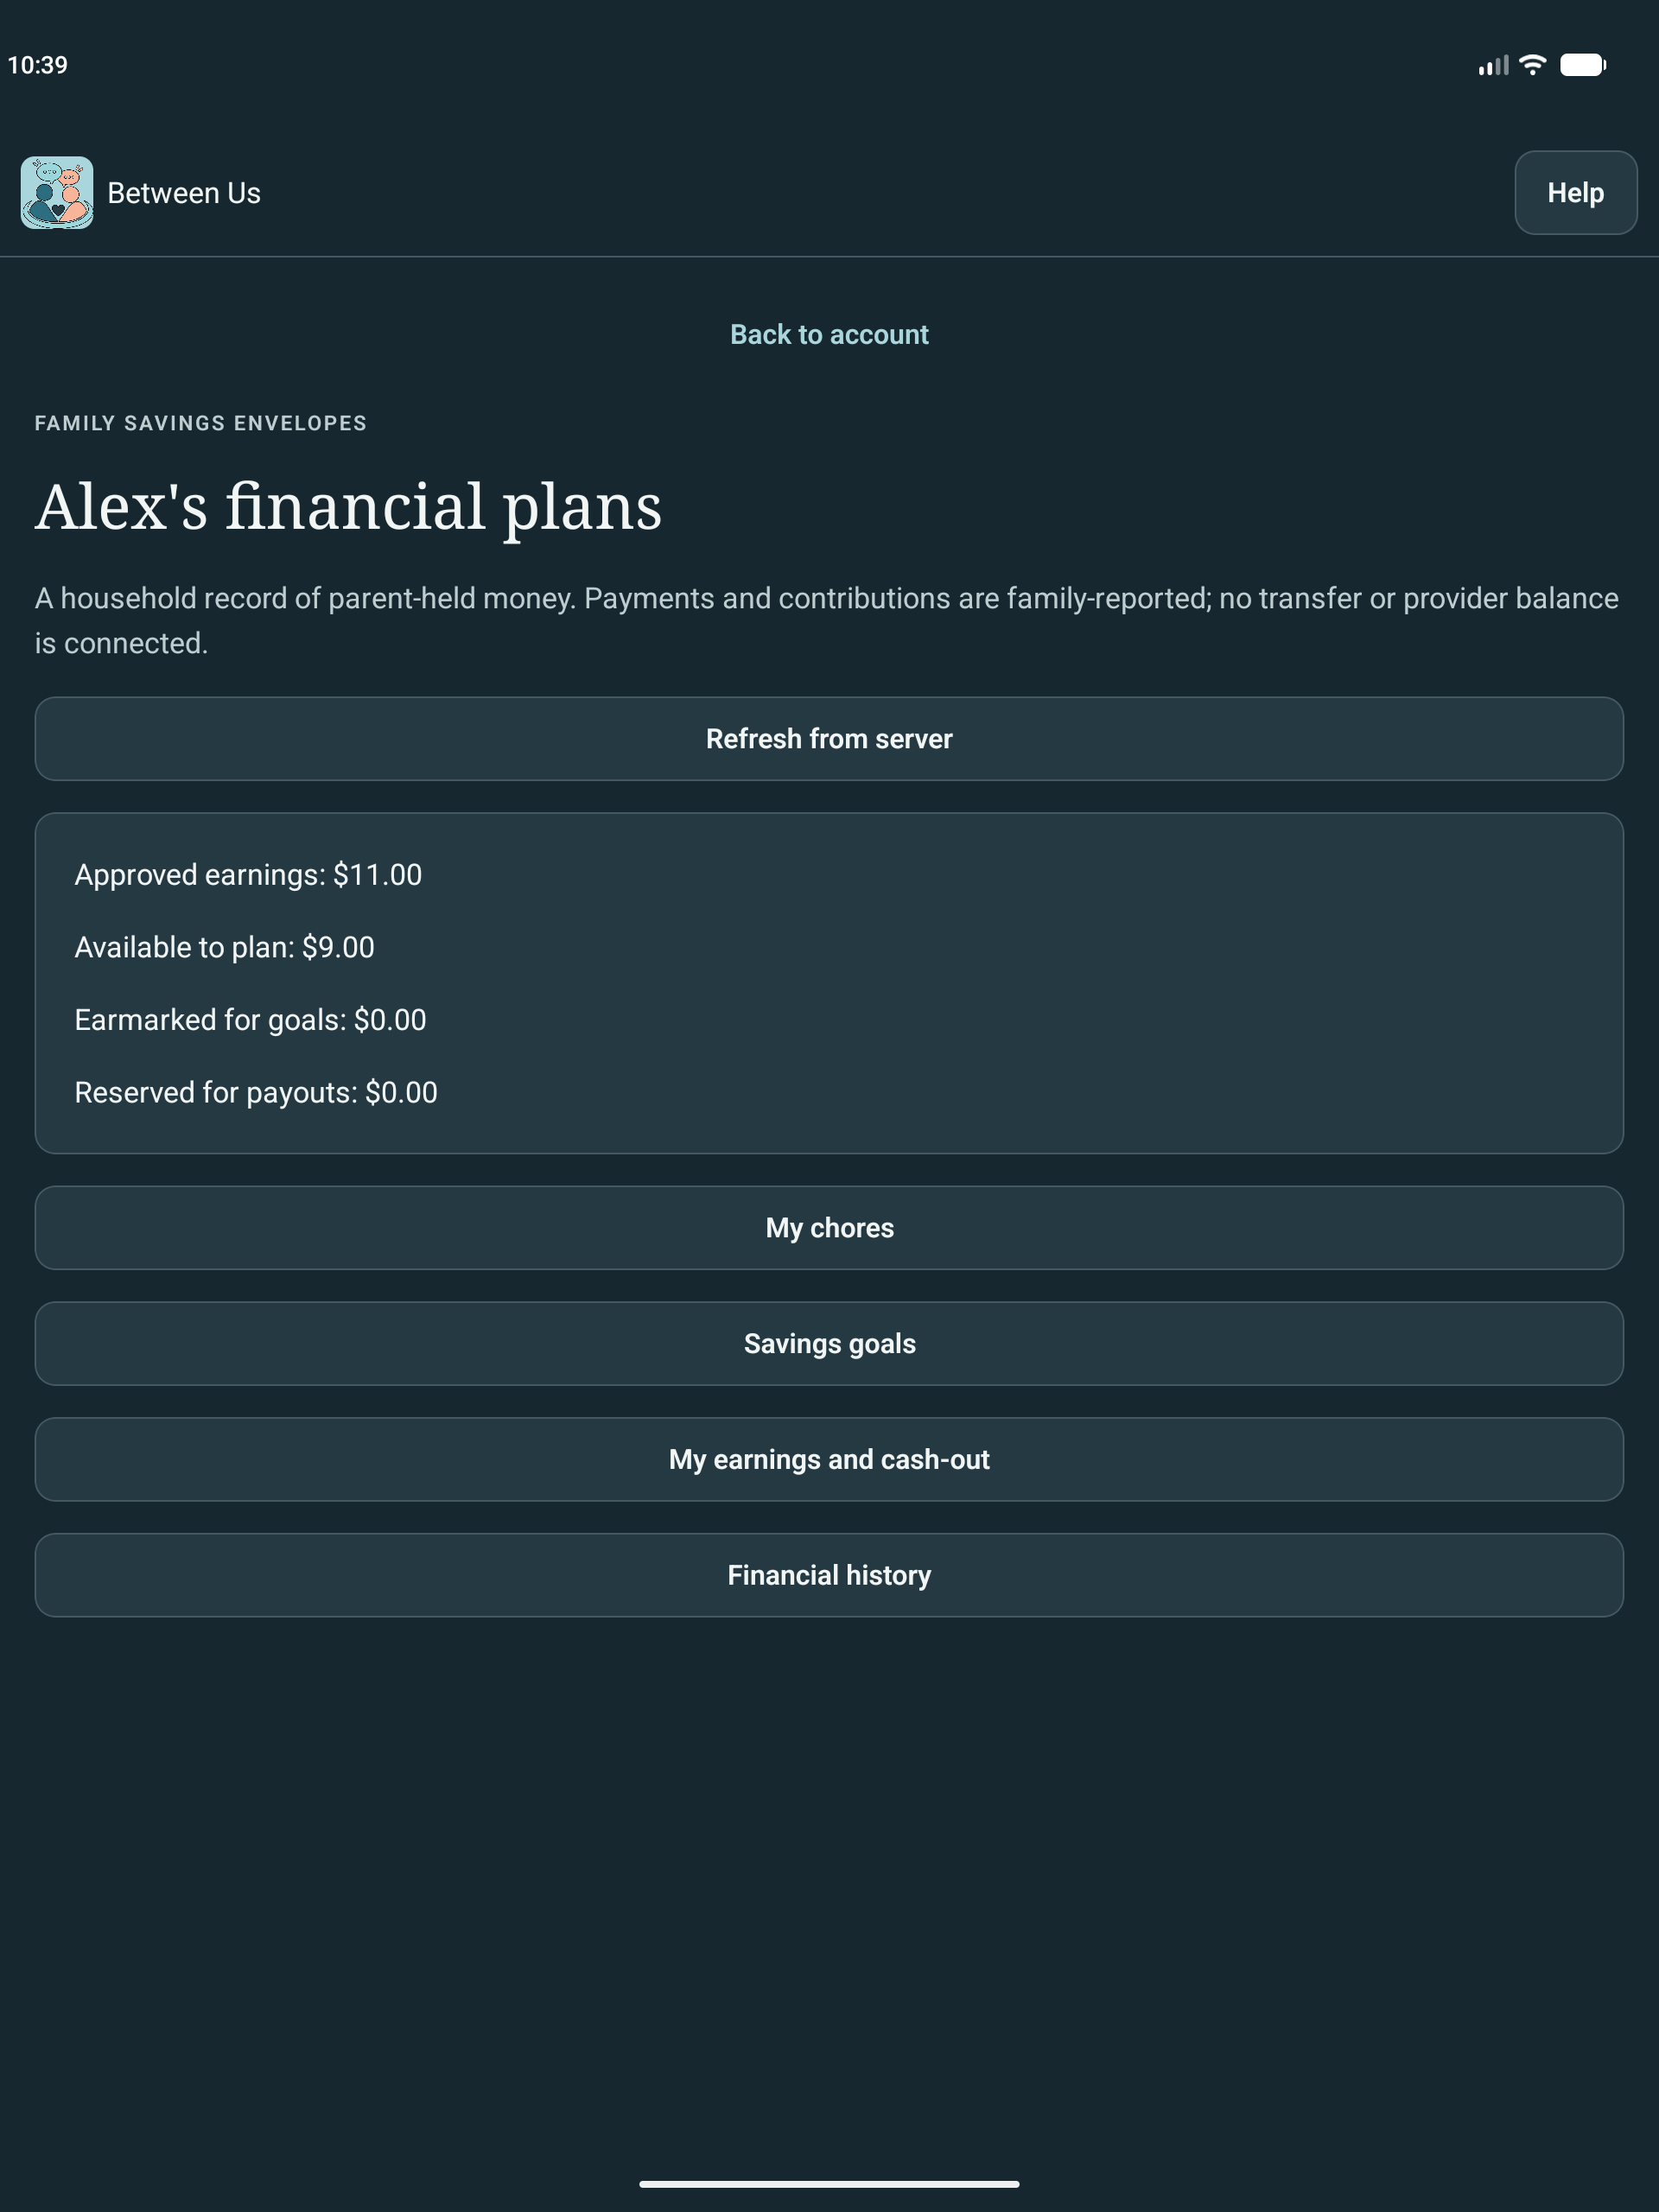 10:39
Between Us
Help
Back to account
FAMILY SAVINGS ENVELOPES
Alex's financial plans
A household record of parent-held money. Payments and contributions are family-reported; no transfer or provider balance
is connected.
Refresh from server
Approved earnings: $11.00
Available to plan: $9.00
Earmarked for goals: $0.00
Reserved for payouts: $0.00
My chores
Savings goals
My earnings and cash-out
Financial history